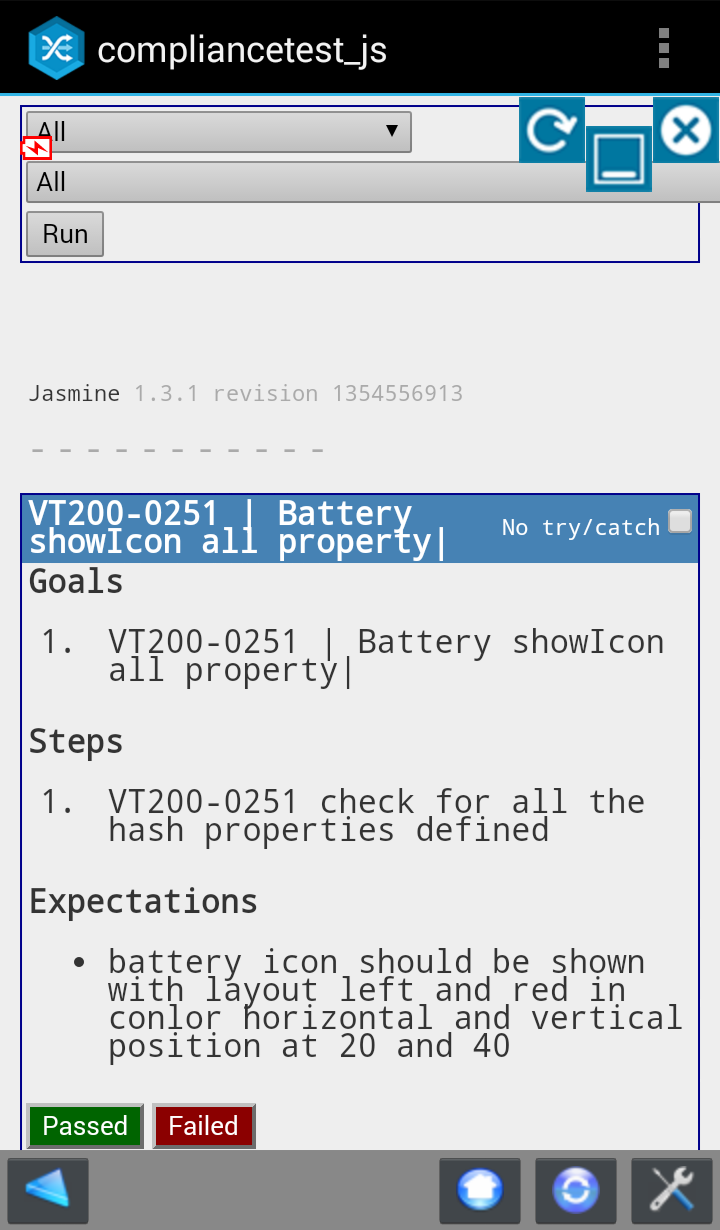 compliancetest_js
All
All
Run
Jasmine 1.3.1 revision 1354556913
- - - - - - - - - - -
VT200-0251 | Battery
showIcon all property|
No try/catch
Goals
1. VT200-0251 | Battery showIcon
all property|
Steps
1. VT200-0251 check for all the
hash properties defined
Expectations
• battery icon should be shown
with layout left and red in
conlor horizontal and vertical
position at 20 and 40
Passed
Failed